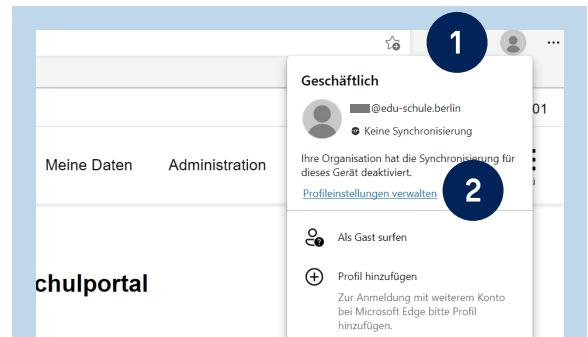 1
...
Geschäftlich
@edu-schule.berlin
01
Keine Synchronisierung
Meine Daten
Administration
Ihre Organisation hat die Synchronisierung für
dieses Gerät deaktiviert.
Profileinstellungen verwalten
2
Als Gast surfen
chulportal
Profil hinzufügen
Zur Anmeldung mit weiterem Konto
bei Microsoft Edge bitte Profil
hinzufügen.